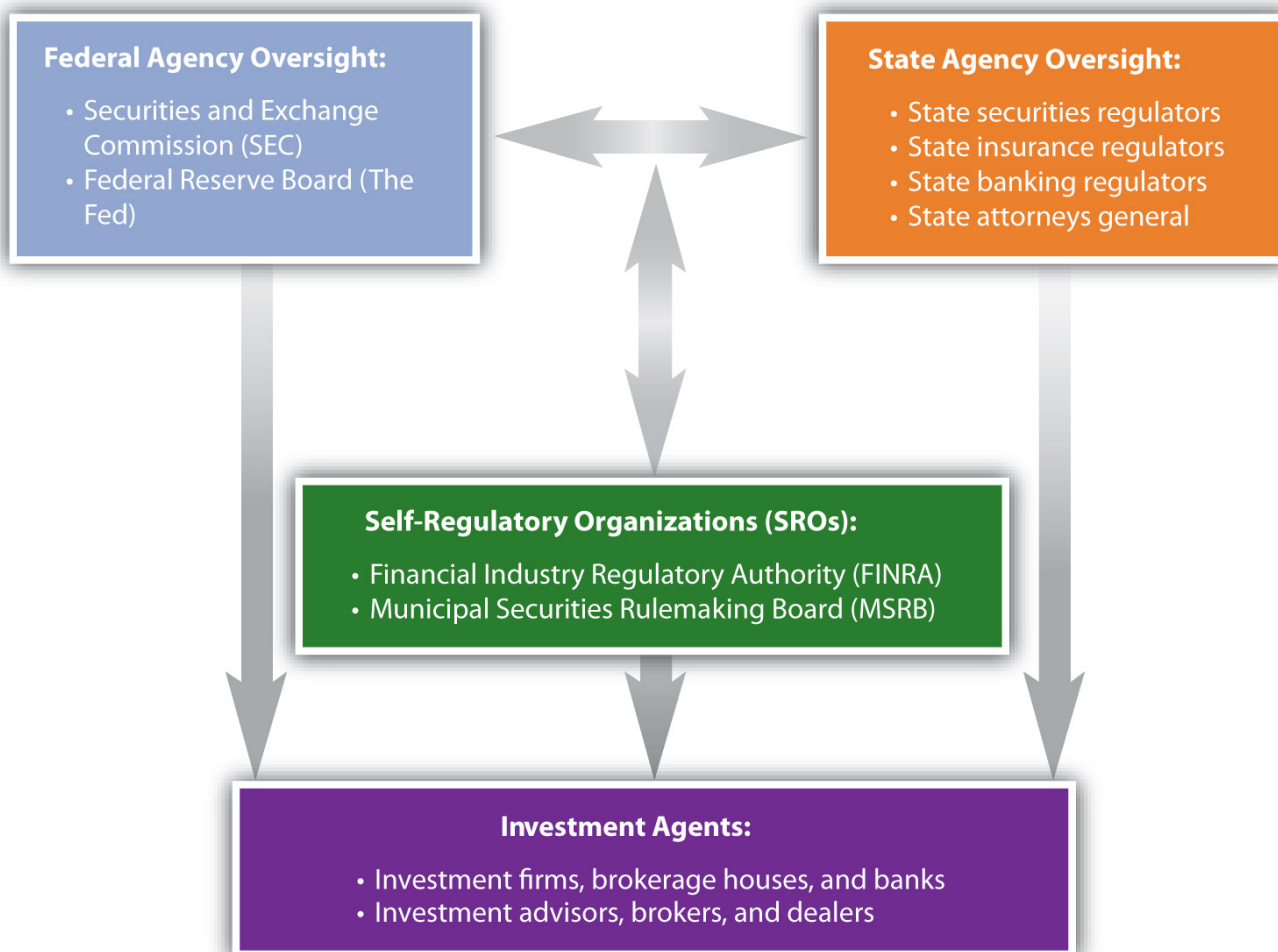 Federal Agency Oversight:
• Securities and Exchange
Commission (SEC)
• Federal Reserve Board (The
Fed)
State Agency Oversight:
• State securities regulators
• State insurance regulators
• State banking regulators
• State attorneys general
Self-Regulatory Organizations (SROs):
• Financial Industry Regulatory Authority (FINRA)
• Municipal Securities Rulemaking Board (MSRB)
Investment Agents:
• Investment firms, brokerage houses, and banks
• Investment advisors, brokers, and dealers